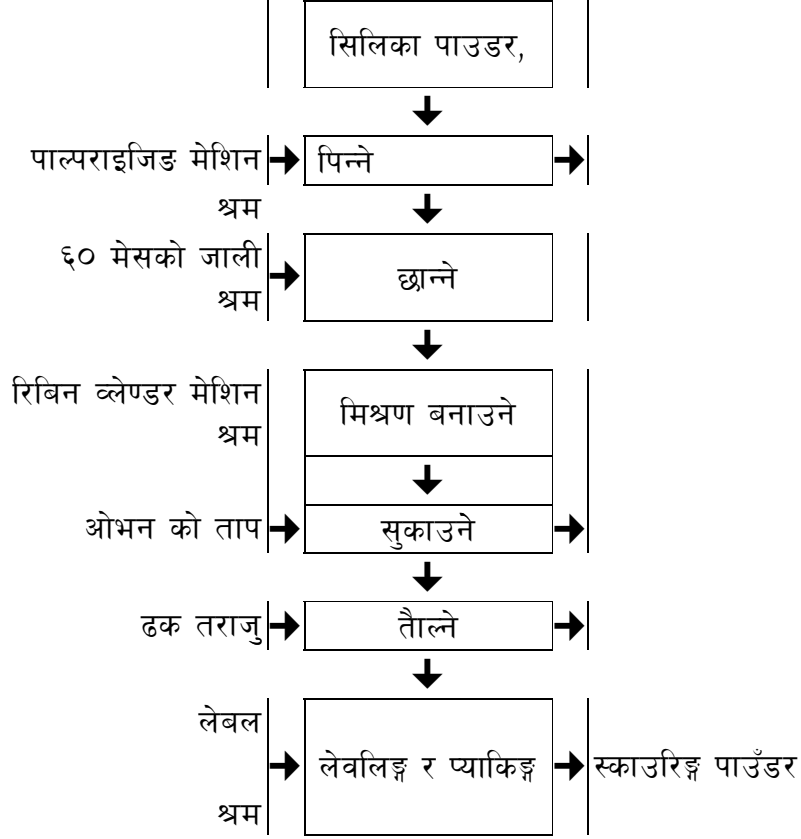 सिलिका पाउडर,
पाल्पराइजिङ मेशिन
पिन्ने
श्रम
६० मेसको जाली
श्रम
छान्ने
रिबिन व्लेण्डर मेशिन
श्रम
मिश्रण बनाउने
ओभन को ताप
सुकाउने
ढक तराजु
तैाल्ने
लेबल
श्रम
लेवलिङ्ग र प्याकिङ्ग
स्काउरिङ्ग पाउँडर